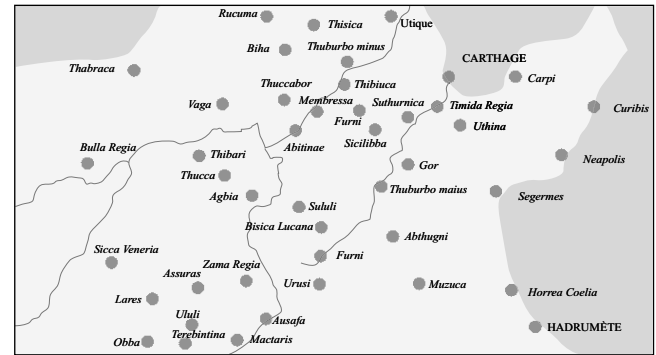 Rucuma
Thisica
Utique
Biha
Thuburbo minus
CARTHAGE
Thabraca
Carpi
Thuccabor
Thibiuca
Vaga
Membressa
Suthurnica
Timida Regia
Curibis
Furni
Uthina
Abitinae
Sicilibba
Bulla Regia
Thibari
Neapolis
Gor
Thucca
Thuburbo maius
Agbia
Segermes
Sululi
Bisica Lucana
Abthugni
Sicca Veneria
Furni
Zama Regia
Assuras
Urusi
Muzuca
Horrea Coelia
Lares
Ululi
Ausafa
HADRUMÈTE
Terebintina
Obba
Mactaris